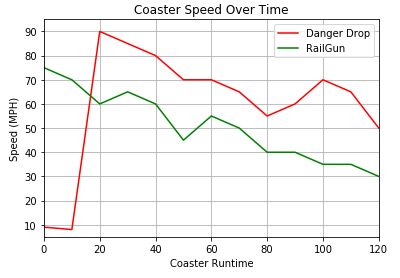 Coaster Speed Over Time
Danger Drop
RailGun
90
80
70
60
50
40
30
20
10
Speed (MPH)
0 20 40 60 80 100 120
Coaster Runtime